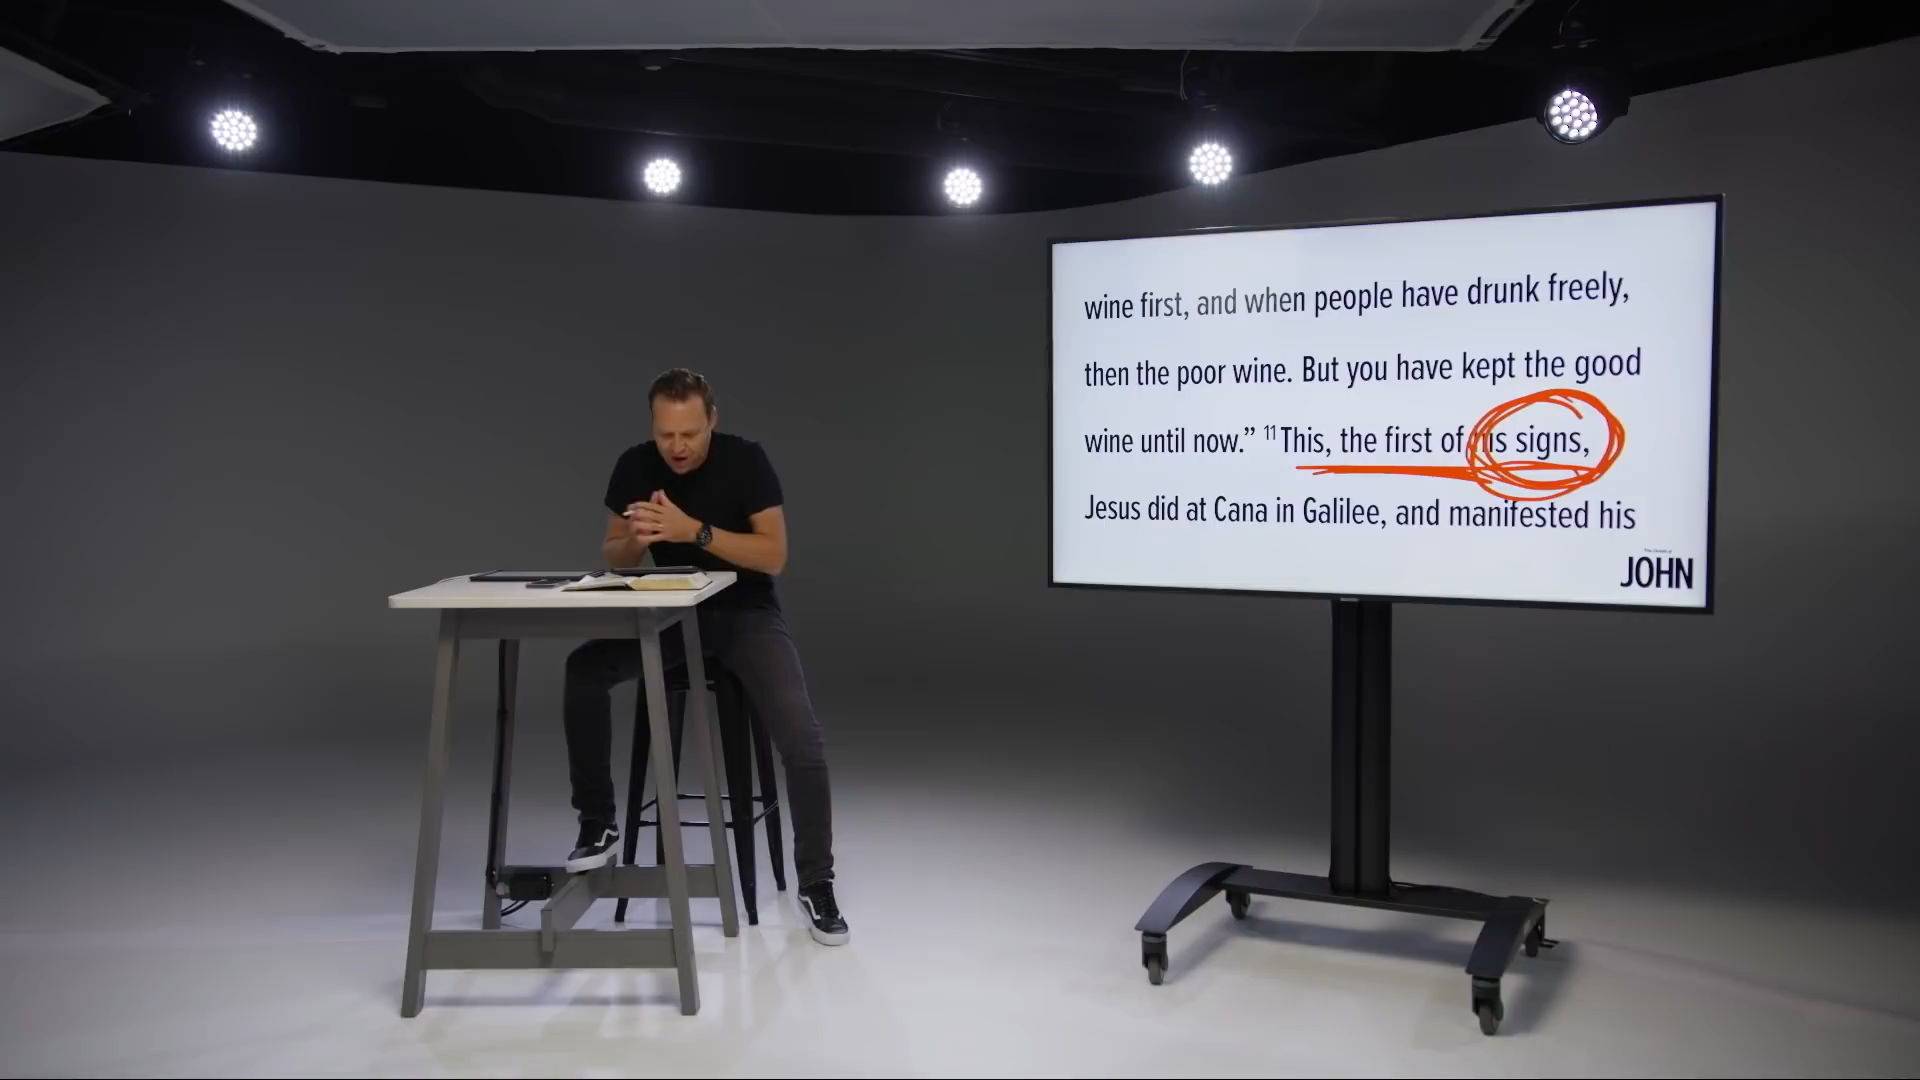 wine first, and when people have drunk freely,
then the poor wine. But you have kept the good
wine until now.” ¹¹ This, the first of his signs,
Jesus did at Cana in Galilee, and manifested his
JOHN